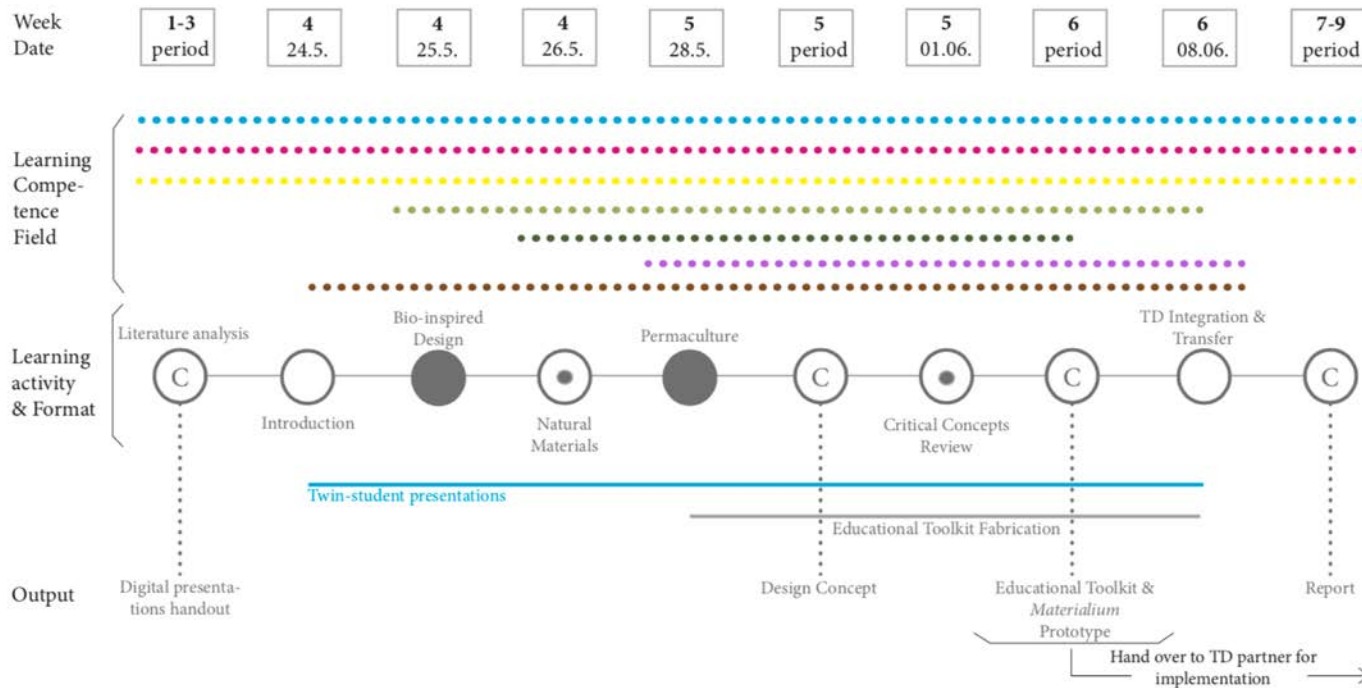 Week
Date
1-3
period
4
24.5.
4
25.5.
4
26.5.
5
28.5.
5
period
5
01.06.
6
period
6
08.06.
7-9
period
Learning
Compe-
tence
Field
Learning
activity
& Format
Literature analysis
C
Introduction
Bio-inspired
Design
Natural
Materials
Permaculture
C
Critical Concepts
Review
C
TD Integration &
Transfer
C
Twin-student presentations
Educational Toolkit Fabrication
Output
Digital presenta-
tions handout
Design Concept
Educational Toolkit &
Materialium
Prototype
Report
Hand over to TD partner for
implementation